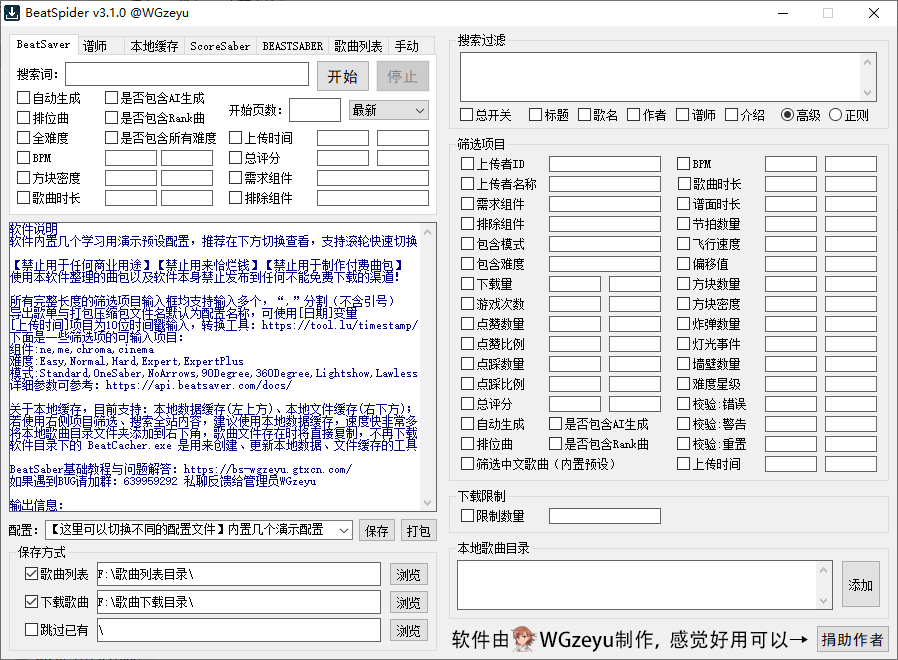 BeatSpider v3.1.0 @WGzeyu
BeatSaver 谱师 本地缓存 ScoreSaber BEASTSABER 歌曲列表 手动
搜索词: 开始 停止
自动生成 是否包含AI生成
开始页数: 最新
排位曲 是否包含Rank曲
全难度 是否包含所有难度 上传时间
BPM 总评分
方块密度 需求组件
歌曲时长 排除组件
软件说明
软件内置几个学习用演示预设配置，推荐在下方切换查看，支持滚轮快速切换
【禁止用于任何商业用途】【禁止用来恰烂钱】【禁止用于制作付费曲包】
使用本软件整理的曲包以及软件本身禁止发布到任何不能免费下载的渠道！
所有完整长度的筛选项目输入框均支持输入多个，“,”分割（不含引号）
导出歌单与打包压缩包文件名默认为配置名称，可使用[日期]变量
[上传时间]项目为10位时间戳输入，转换工具：https://tool.lu/timestamp/
下面是一些筛选项的可输入项目：
组件:ne,me,chroma,cinema
难度:Easy,Normal,Hard,Expert,ExpertPlus
模式:Standard,OneSaber,NoArrows,90Degree,360Degree,Lightshow,Lawless
详细参数可参考：https://api.beatsaver.com/docs/
关于本地缓存，目前支持：本地数据缓存(左上方)、本地文件缓存(右下方)；
若使用右侧项目筛选、搜索全站内容，建议使用本地数据缓存，速度快非常多
将本地歌曲目录文件夹添加到右下角，歌曲文件存在时将直接复制，不再下载
软件目录下的 BeatCacher.exe 是用来创建、更新本地数据、文件缓存的工具
BeatSaber基础教程与问题解答：https://bs-wgzeyu.gtxcn.com/
如果遇到BUG请加群：639959292 私聊反馈给管理员WGzeyu
输出信息：
配置: 【这里可以切换不同的配置文件】内置几个演示配置 保存 打包
保存方式
歌曲列表 F:\歌曲列表目录\ 浏览
下载歌曲 F:\歌曲下载目录\ 浏览
跳过已有 \ 浏览
搜索过滤
总开关 标题 歌名 作者 谱师 介绍 高级 正则
筛选项目
上传者ID BPM
上传者名称 歌曲时长
需求组件 谱面时长
排除组件 节拍数量
包含模式 飞行速度
包含难度 偏移值
下载量 方块数量
游戏次数 方块密度
点赞数量 炸弹数量
点赞比例 灯光事件
点踩数量 墙壁数量
点踩比例 难度星级
总评分 校验:错误
自动生成 是否包含AI生成 校验:警告
排位曲 是否包含Rank曲 校验:重置
筛选中文歌曲（内置预设） 上传时间
下载限制
限制数量
本地歌曲目录
添加
软件由WGzeyu制作，感觉好用可以→ 捐助作者